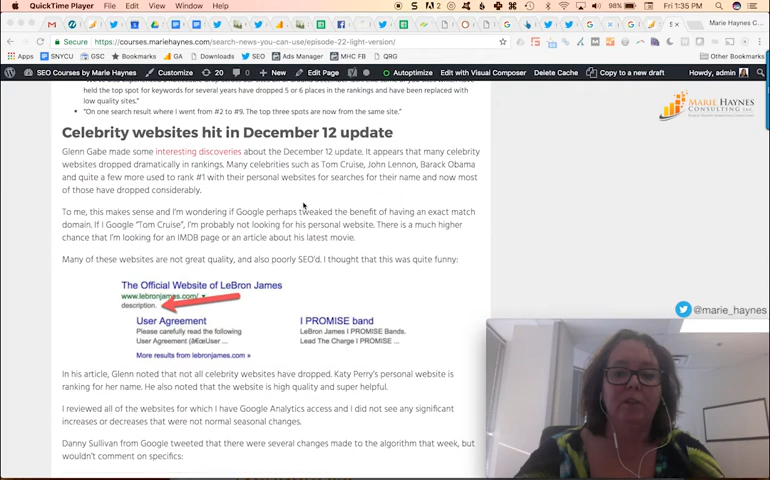 QuickTime Player File Edit View Window Help
98% Fri 1:35 PM
Marie Haynes
Secure https://courses.mariehaynes.com/search-news-you-can-use/episode-22-light-version/
Apps Bookmarks SNYCU GA Downloads SEO Ads Manager MHC FB QRG Other Bookmarks
SEO Courses by Marie Haynes Customize 20 0 New Edit Page Autoptimize Edit with Visual Composer Delete Cache Copy to a new draft Howdy, admin
the top spot for keywords for several years have dropped 5 or 6 places in the rankings and have been replaced with
low quality sites."
"On one search result where I went from #2 to #9. The top three spots are now from the same site."
MARIE HAYNES
CONSULTING INC.
Celebrity websites hit in December 12 update
Glenn Gabe made some interesting discoveries about the December 12 update. It appears that many celebrity
websites dropped dramatically in rankings. Many celebrities such as Tom Cruise, John Lennon, Barack Obama
and quite a few more used to rank #1 with their personal websites for searches for their name and now most
of those have dropped considerably.
To me, this makes sense and I'm wondering if Google perhaps tweaked the benefit of having an exact match
domain. If I Google "Tom Cruise", I'm probably not looking for his personal website. There is a much higher
chance that I'm looking for an IMDB page or an article about his latest movie.
Many of these websites are not great quality, and also poorly SEO'd. I thought that this was quite funny:
The Official Website of LeBron James
www.lebronjames.com/
description.
User Agreement
Please carefully read the following
User Agreement (â€œUser ...
I PROMISE band
LeBron James I PROMISE Bands.
Lead The Charge I PROMISE ...
More results from lebronjames.com »
@marie_haynes
In his article, Glenn noted that not all celebrity websites have dropped. Katy Perry's personal website is
ranking for her name. He also noted that the website is high quality and super helpful.
I reviewed all of the websites for which I have Google Analytics access and I did not see any significant
increases or decreases that were not normal seasonal changes.
Danny Sullivan from Google tweeted that there were several changes made to the algorithm that week, but
wouldn't comment on specifics: